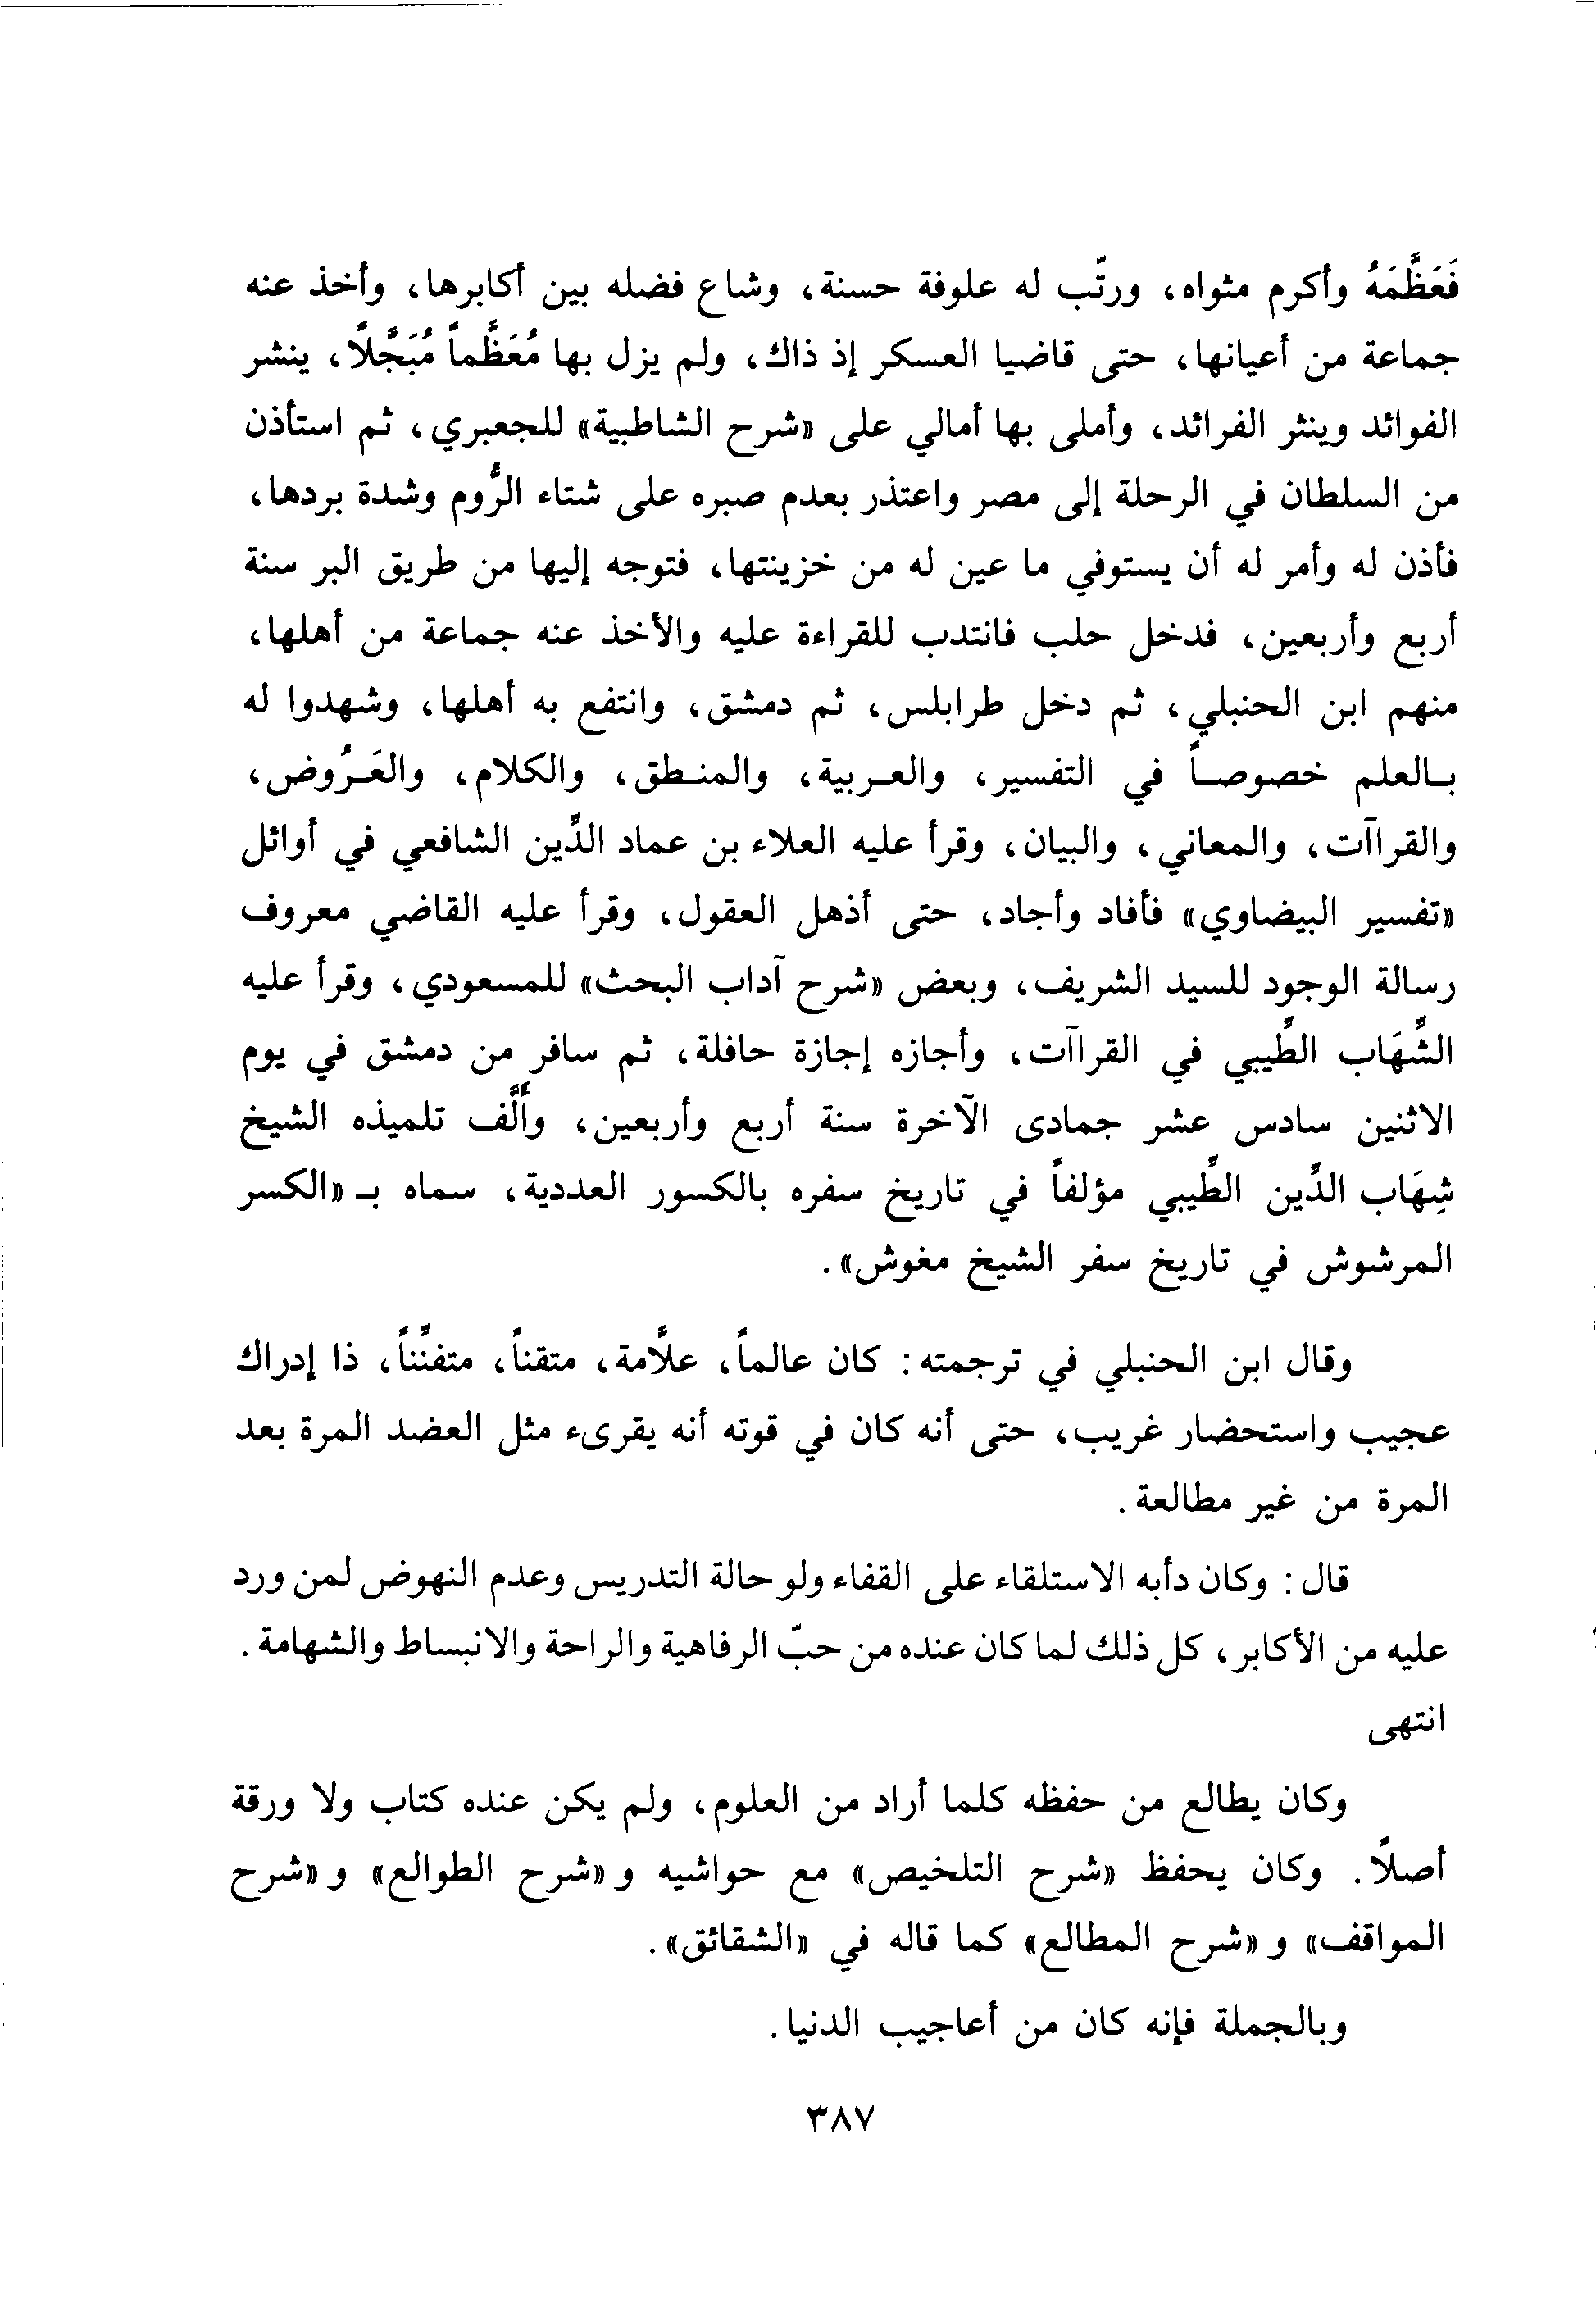 فَعَظَّمَهُ وأكرم مثواه، ورتّب له علوفة حسنة، وشاع فضله بين أكابرها، وأخذ عنه
جماعة من أعيانها، حتى قاضيا العسكر إذ ذاك، ولم يزل بها مُعَظَّماً مُبَجَّلاً، ينشر
الفوائد وينثر الفرائد، وأملى بها أمالي على «شرح الشاطبية» للجعبري، ثم استأذن
من السلطان في الرحلة إلى مصر واعتذر بعدم صبره على شتاء الرُّوم وشدة بردها،
فأذن له وأمر له أن يستوفي ما عين له من خزينتها، فتوجه إليها من طريق البر سنة
أربع وأربعين، فدخل حلب فانتدب للقراءة عليه والأخذ عنه جماعة من أهلها،
منهم ابن الحنبلي، ثم دخل طرابلس، ثم دمشق، وانتفع به أهلها، وشهدوا له
بـالعلم خصوصـاً في التفسير، والعـربية، والمنـطق، والكلام، والعَـرُوض،
والقراآت، والمعاني، والبيان، وقرأ عليه العلاء بن عماد الدِّين الشافعي في أوائل
«تفسير البيضاوي» فأفاد وأجاد، حتى أذهل العقول، وقرأ عليه القاضي معروف
رسالة الوجود للسيد الشريف، وبعض «شرح آداب البحث» للمسعودي، وقرأ عليه
الشِّهَاب الطِّيبي في القراآت، وأجازه إجازة حافلة، ثم سافر من دمشق في يوم
الاثنين سادس عشر جمادى الآخرة سنة أربع وأربعين، وأَلَّف تلميذه الشيخ
شِهَاب الدِّين الطِّيبي مؤلفاً في تاريخ سفره بالكسور العددية، سماه بـ «الكسر
المرشوش في تاريخ سفر الشيخ مغوش».
وقال ابن الحنبلي في ترجمته: كان عالماً، علاَّمة، متقناً، متفنِّناً، ذا إدراك
عجيب واستحضار غريب، حتى أنه كان في قوته أنه يقرىء مثل العضد المرة بعد
المرة من غير مطالعة.
قال: وكان دأبه الاستلقاء على القفاء ولو حالة التدريس وعدم النهوض لمن ورد
عليه من الأكابر، كل ذلك لما كان عنده من حبّ الرفاهية والراحة والانبساط والشهامة.
انتهى
وكان يطالع من حفظه كلما أراد من العلوم، ولم يكن عنده كتاب ولا ورقة
أصلاً. وكان يحفظ «شرح التلخيص» مع حواشيه و«شرح الطوالع» و«شرح
المواقف» و«شرح المطالع» كما قاله في «الشقائق».
وبالجملة فإنه كان من أعاجيب الدنيا.
٣٨٧